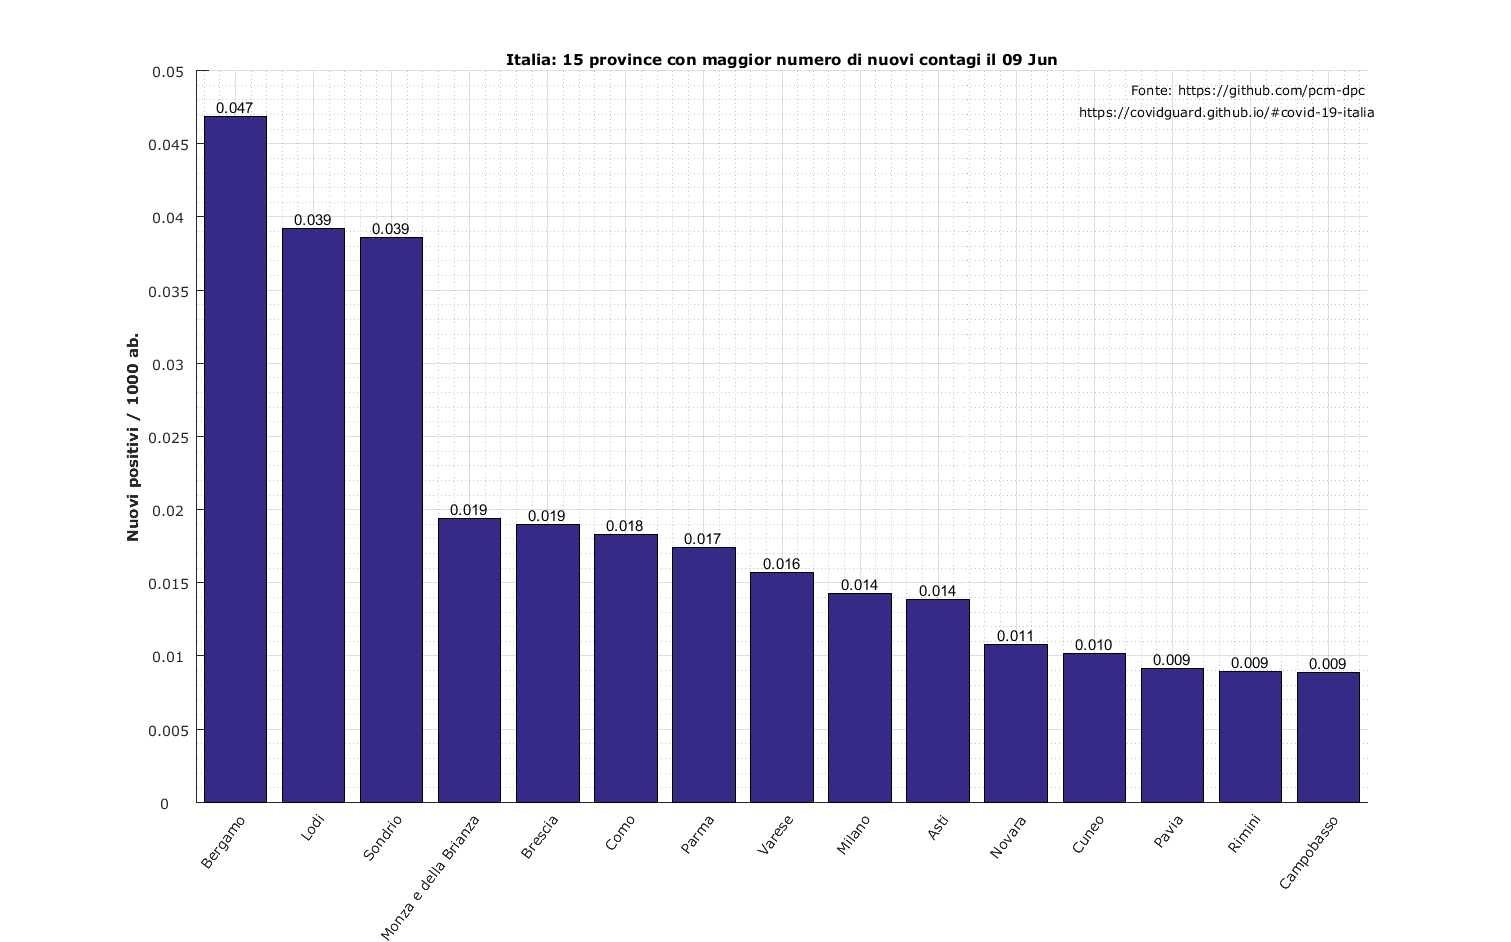 Italia: 15 province con maggior numero di nuovi contagi il 09 Jun
Fonte: https://github.com/pcm-dpc
https://covidguard.github.io/#covid-19-italia
Nuovi positivi / 1000 ab.
0.05
0.045
0.04
0.035
0.03
0.025
0.02
0.015
0.01
0.005
0
0.047
0.039
0.039
0.019
0.019
0.018
0.017
0.016
0.014
0.014
0.011
0.010
0.009
0.009
0.009
Bergamo
Lodi
Sondrio
Monza e della Brianza
Brescia
Como
Parma
Varese
Milano
Asti
Novara
Cuneo
Pavia
Rimini
Campobasso